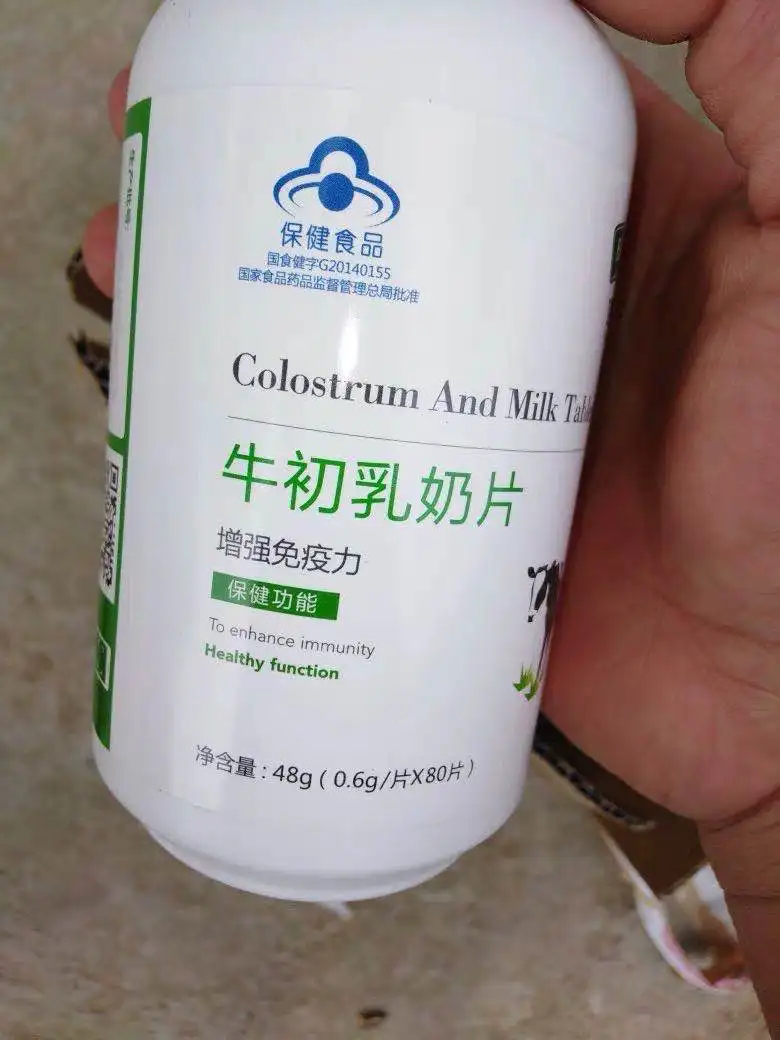 保健食品
国食健字G20140155
国家食品药品监督管理总局批准
Colostrum And Milk
牛初乳奶片
增强免疫力
保健功能
To enhance immunity
Healthy function
净含量:48g(0.6g/片X80片)